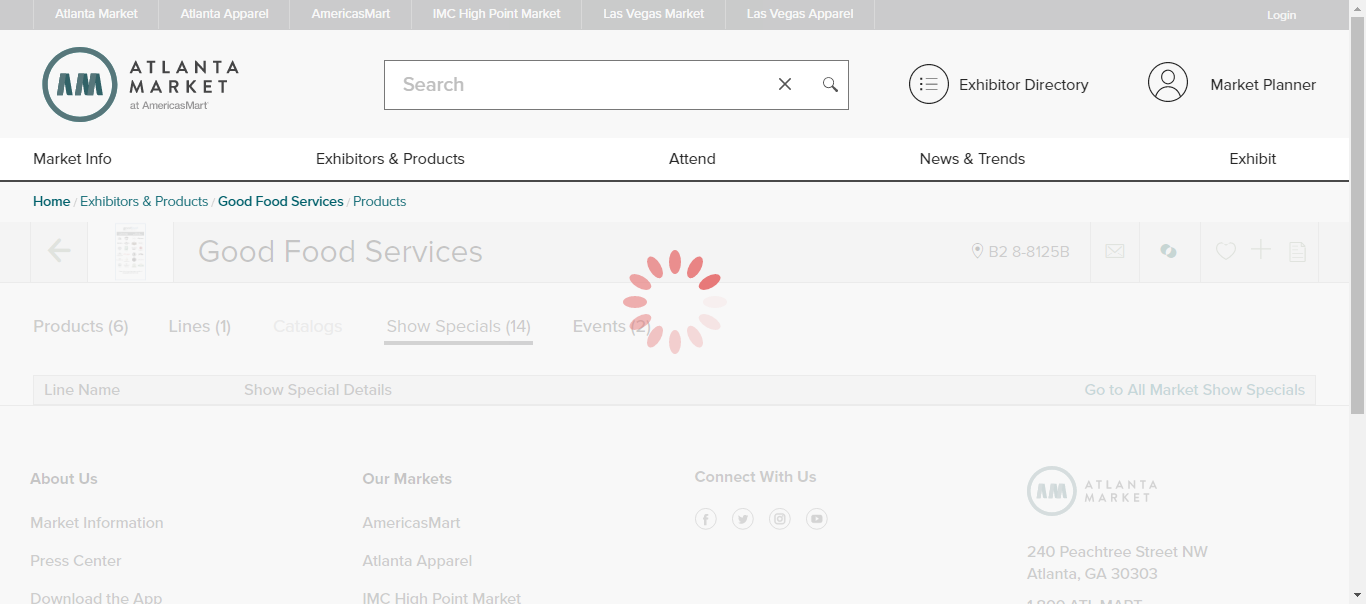 Atlanta Market Atlanta Apparel AmericasMart IMC High Point Market Las Vegas Market Las Vegas Apparel Login
AM ATLANTA
MARKET
at AmericasMart
Search
Exhibitor Directory
Market Planner
Market Info Exhibitors & Products Attend News & Trends Exhibit
Home / Exhibitors & Products / Good Food Services / Products
Good Food Services
B2 8-8125B
Products (6) Lines (1) Catalogs Show Specials (14) Events (2)
Line Name Show Special Details Go to All Market Show Specials
About Us
Market Information
Press Center
Download the App
Our Markets
AmericasMart
Atlanta Apparel
IMC High Point Market
Connect With Us
AM ATLANTA
MARKET
240 Peachtree Street NW
Atlanta, GA 30303
1.800.ATL.MART